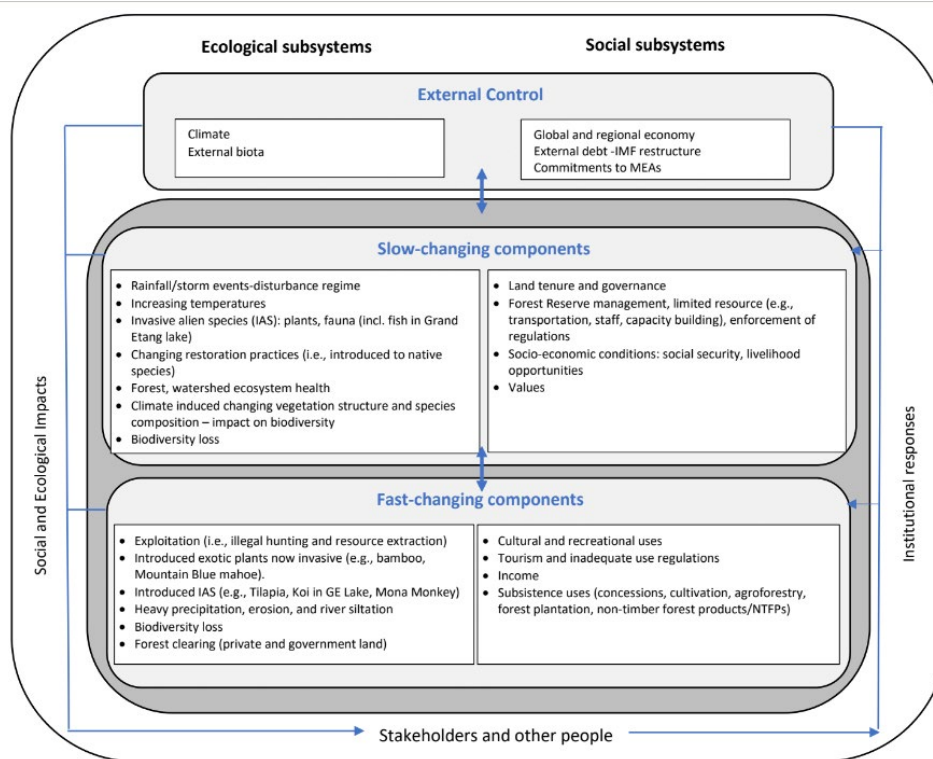 Ecological subsystems
Social subsystems
External Control
Climate
External biota
Global and regional economy
External debt -IMF restructure
Commitments to MEAs
Slow-changing components
• Rainfall/storm events-disturbance regime
• Increasing temperatures
• Invasive alien species (IAS): plants, fauna (incl. fish in Grand
Etang lake)
• Changing restoration practices (i.e., introduced to native
species)
• Forest, watershed ecosystem health
• Climate induced changing vegetation structure and species
composition – impact on biodiversity
• Biodiversity loss
• Land tenure and governance
• Forest Reserve management, limited resource (e.g.,
transportation, staff, capacity building), enforcement of
regulations
• Socio-economic conditions: social security, livelihood
opportunities
• Values
Fast-changing components
• Exploitation (i.e., illegal hunting and resource extraction)
• Introduced exotic plants now invasive (e.g., bamboo,
Mountain Blue mahoe).
• Introduced IAS (e.g., Tilapia, Koi in GE Lake, Mona Monkey)
• Heavy precipitation, erosion, and river siltation
• Biodiversity loss
• Forest clearing (private and government land)
• Cultural and recreational uses
• Tourism and inadequate use regulations
• Income
• Subsistence uses (concessions, cultivation, agroforestry,
forest plantation, non-timber forest products/NTFPs)
Social and Ecological Impacts
Institutional responses
Stakeholders and other people